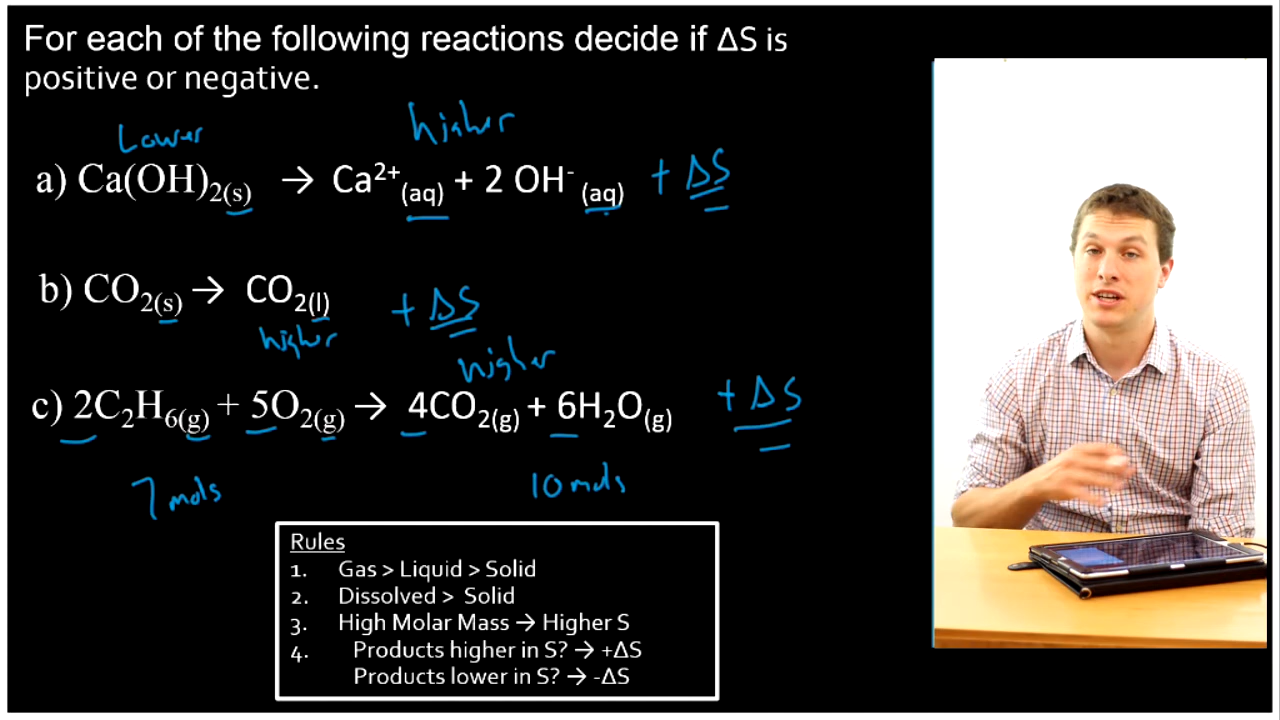 For each of the following reactions decide if ΔS is
positive or negative.
Lower higher
a) Ca(OH)₂(s) → Ca²⁺(aq) + 2 OH⁻ (aq) + ΔS
b) CO₂(s) → CO₂(l) + ΔS
higher
higher
c) 2C₂H₆(g) + 5O₂(g) → 4CO₂(g) + 6H₂O(g) + ΔS
7 mols 10 mols
Rules
1. Gas > Liquid > Solid
2. Dissolved > Solid
3. High Molar Mass → Higher S
4. Products higher in S? → +ΔS
Products lower in S? → -ΔS